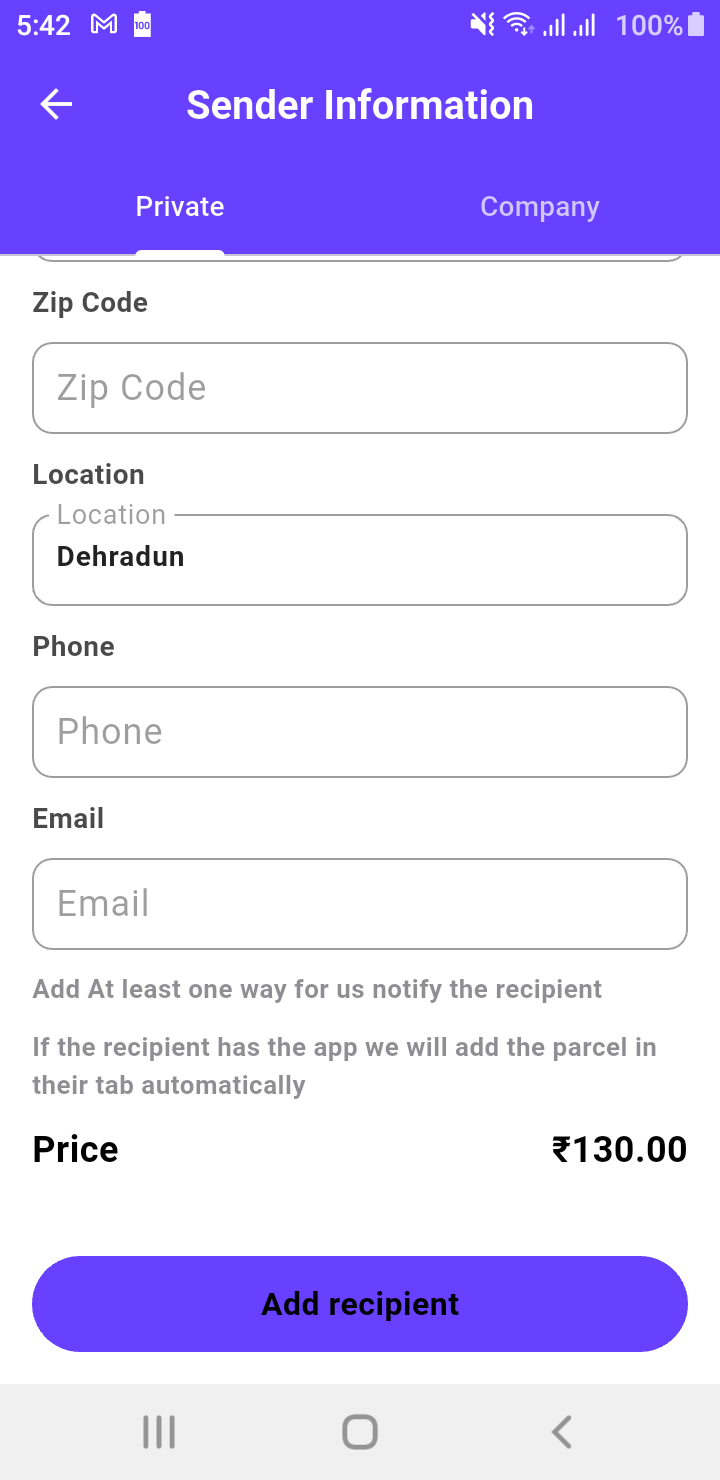 5:42
100
100%
Sender Information
Private
Company
Zip Code
Zip Code
Location
Location
Dehradun
Phone
Phone
Email
Email
Add At least one way for us notify the recipient
If the recipient has the app we will add the parcel in
their tab automatically
Price
₹130.00
Add recipient